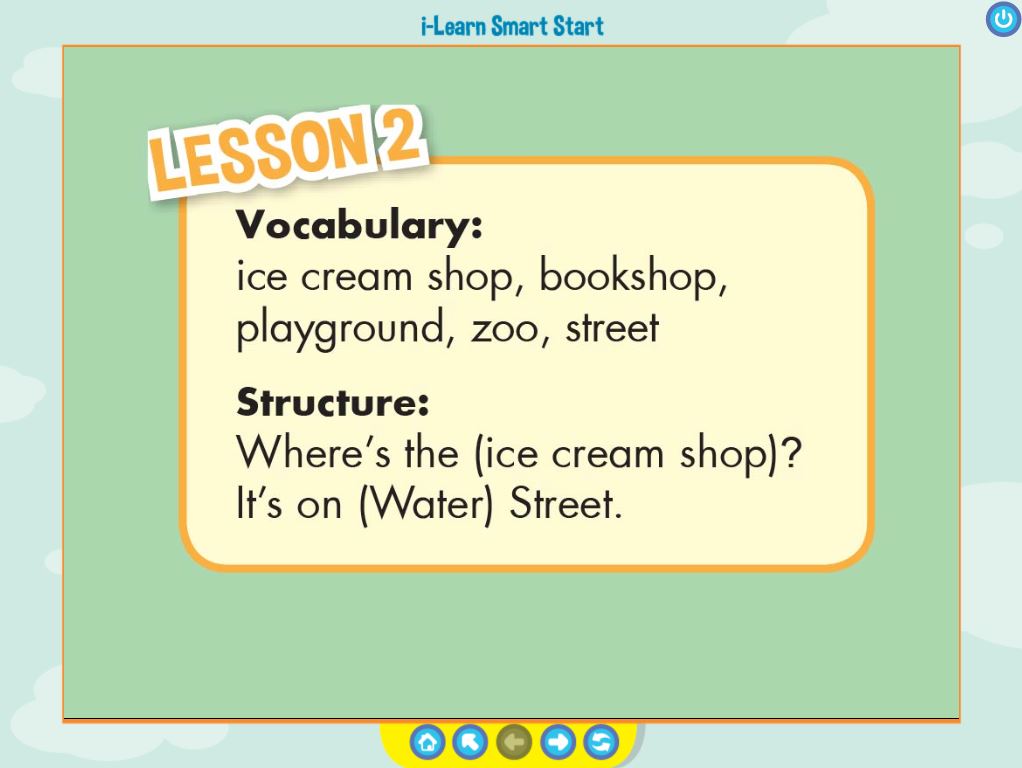 i-Learn Smart Start
LESSON 2
Vocabulary:
ice cream shop, bookshop,
playground, zoo, street
Structure:
Where's the (ice cream shop)?
It's on (Water) Street.